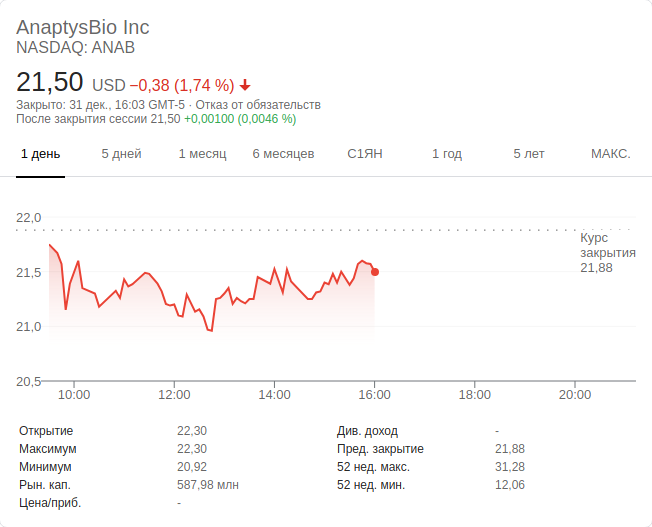 AnaptysBio Inc
NASDAQ: ANAB
21,50 USD −0,38 (1,74 %)
Закрыто: 31 дек., 16:03 GMT-5 · Отказ от обязательств
После закрытия сессии 21,50 +0,00100 (0,0046 %)
1 день 5 дней 1 месяц 6 месяцев С1ЯН 1 год 5 лет МАКС.
22,0
Курс закрытия 21,88
21,5
21,0
20,5
10:00 12:00 14:00 16:00 18:00 20:00
Открытие 22,30 Див. доход -
Максимум 22,30 Пред. закрытие 21,88
Минимум 20,92 52 нед. макс. 31,28
Рын. кап. 587,98 млн 52 нед. мин. 12,06
Цена/приб. -